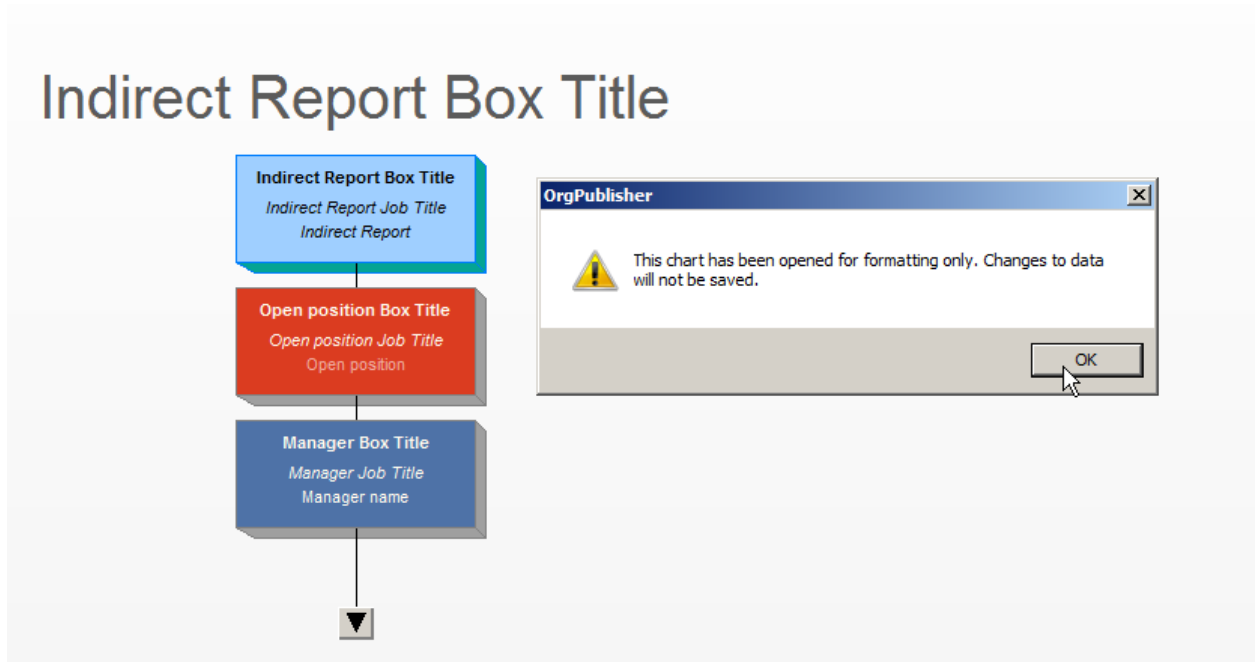 Indirect Report Box Title
Indirect Report Box Title
Indirect Report Job Title
Indirect Report
Open position Box Title
Open position Job Title
Open position
Manager Box Title
Manager Job Title
Manager name
OrgPublisher
This chart has been opened for formatting only. Changes to data
will not be saved.
OK